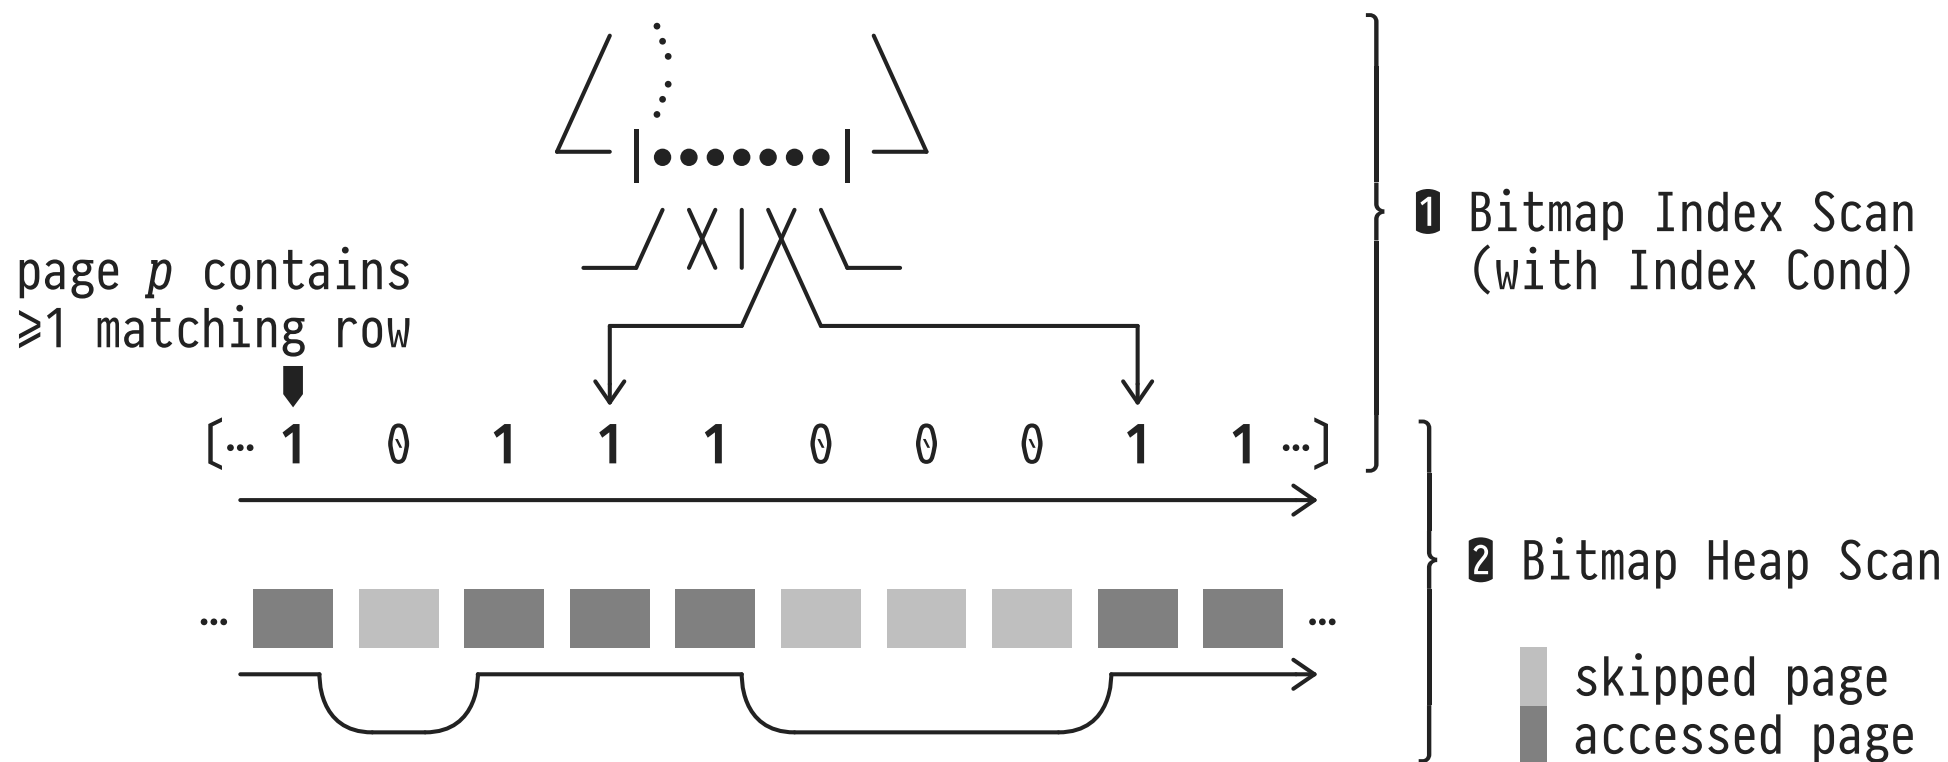 1 Bitmap Index Scan
(with Index Cond)
page p contains
≥1 matching row
[… 1 0 1 1 1 0 0 0 1 1 …]
2 Bitmap Heap Scan
… …
skipped page
accessed page